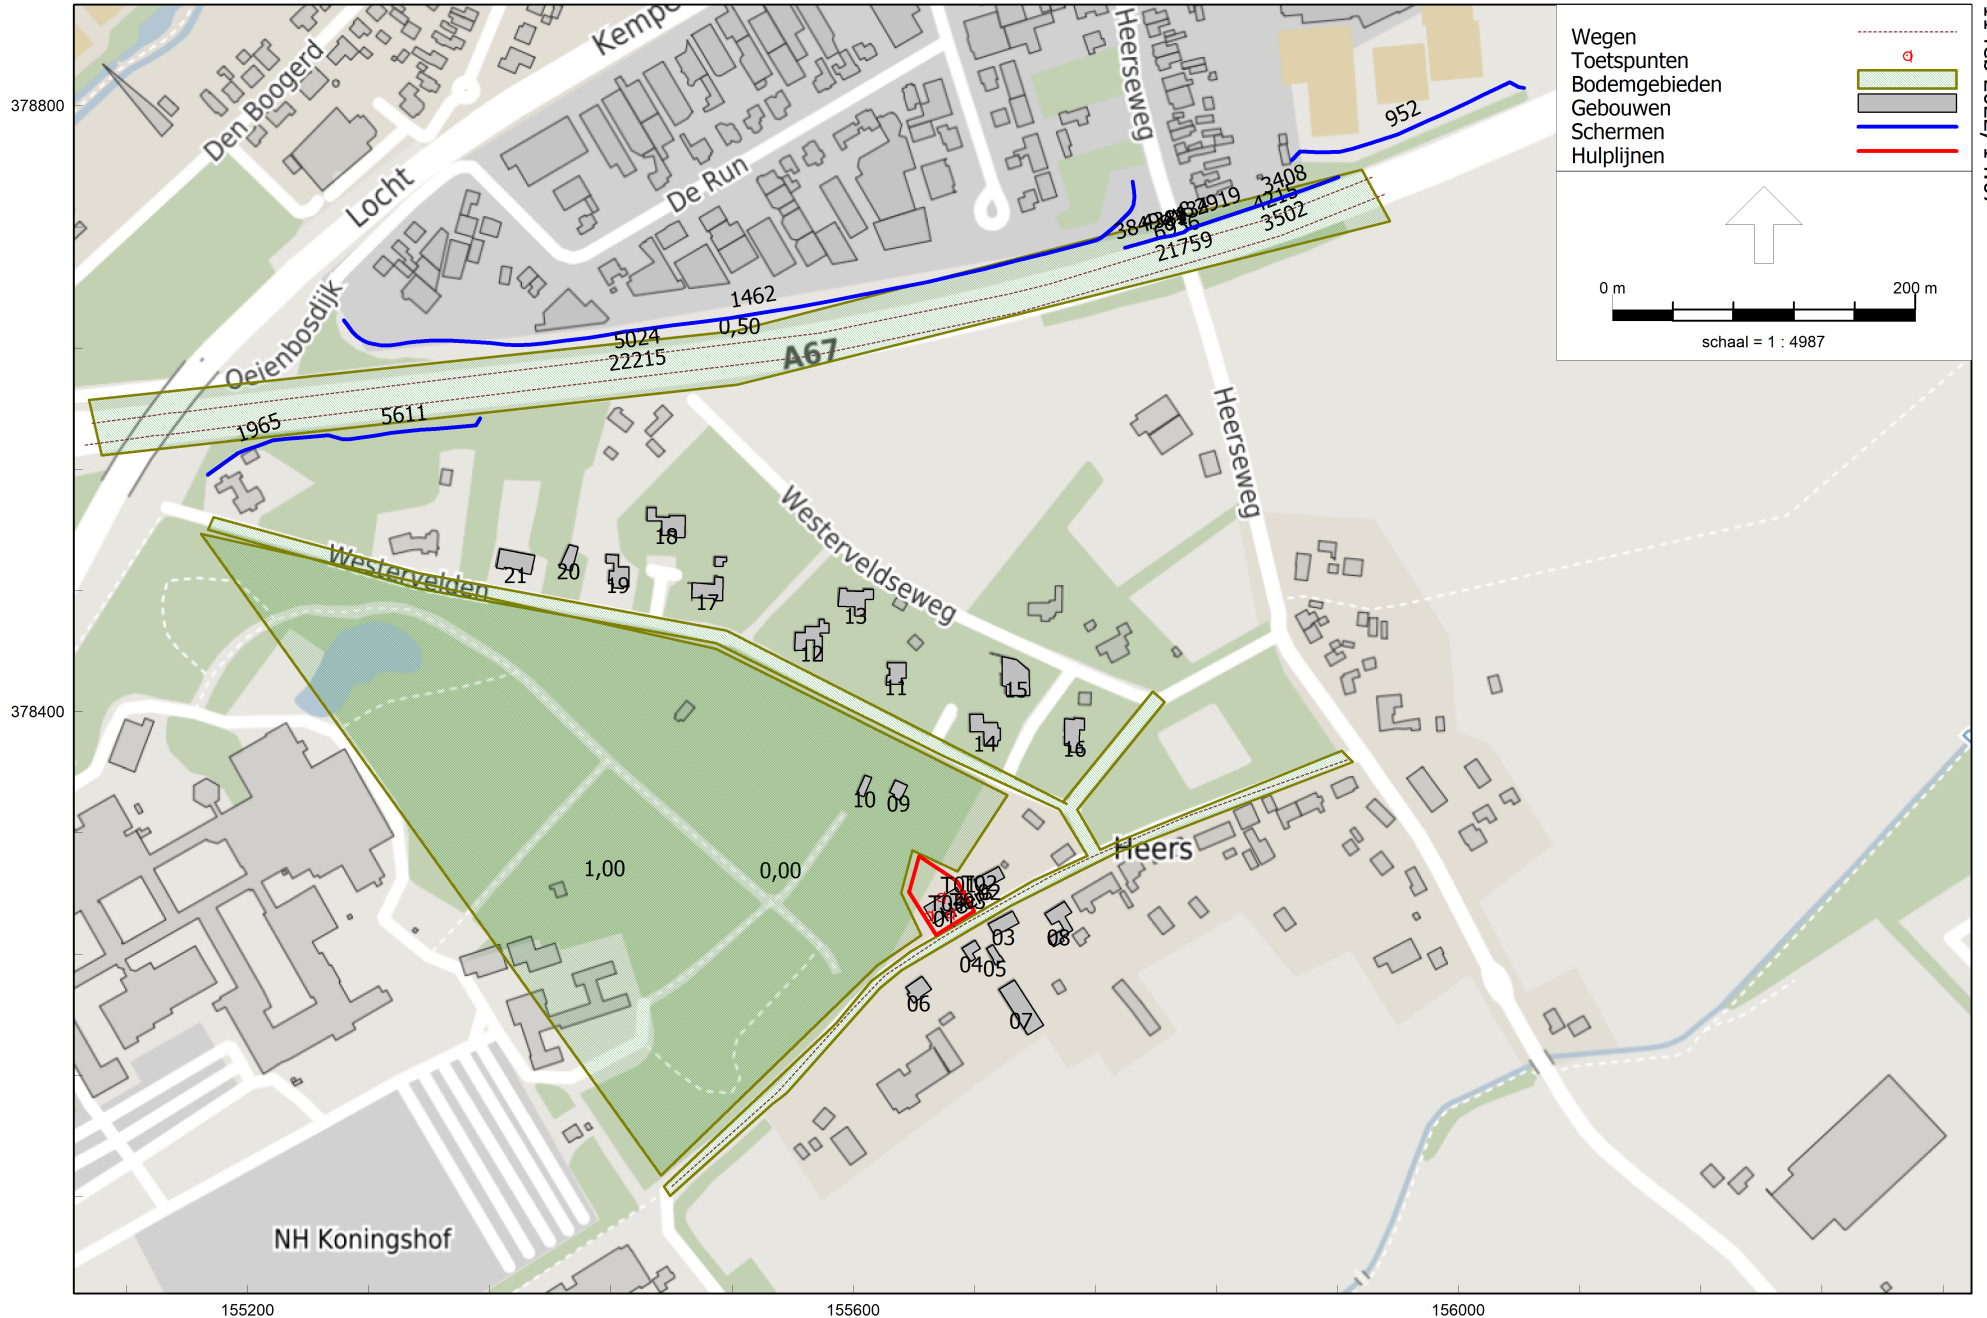 Wegen
Toetspunten
Bodemgebieden
Gebouwen
Schermen
Hulplijnen
0 m 200 m
schaal = 1 : 4987
378800
378400
155200
155600
156000
Den Boogerd
Locht
De Run
Heerseweg
952
3408
4215
3502
21759
1462
0,50
5024
22215
A67
Oeienbosdijk
1965
5611
Heerseweg
Westerveldseweg
Westervelden
18
21
20
19
17
13
12
11
15
14
16
10
09
1,00
0,00
Heers
03
08
04
05
06
07
NH Koningshof